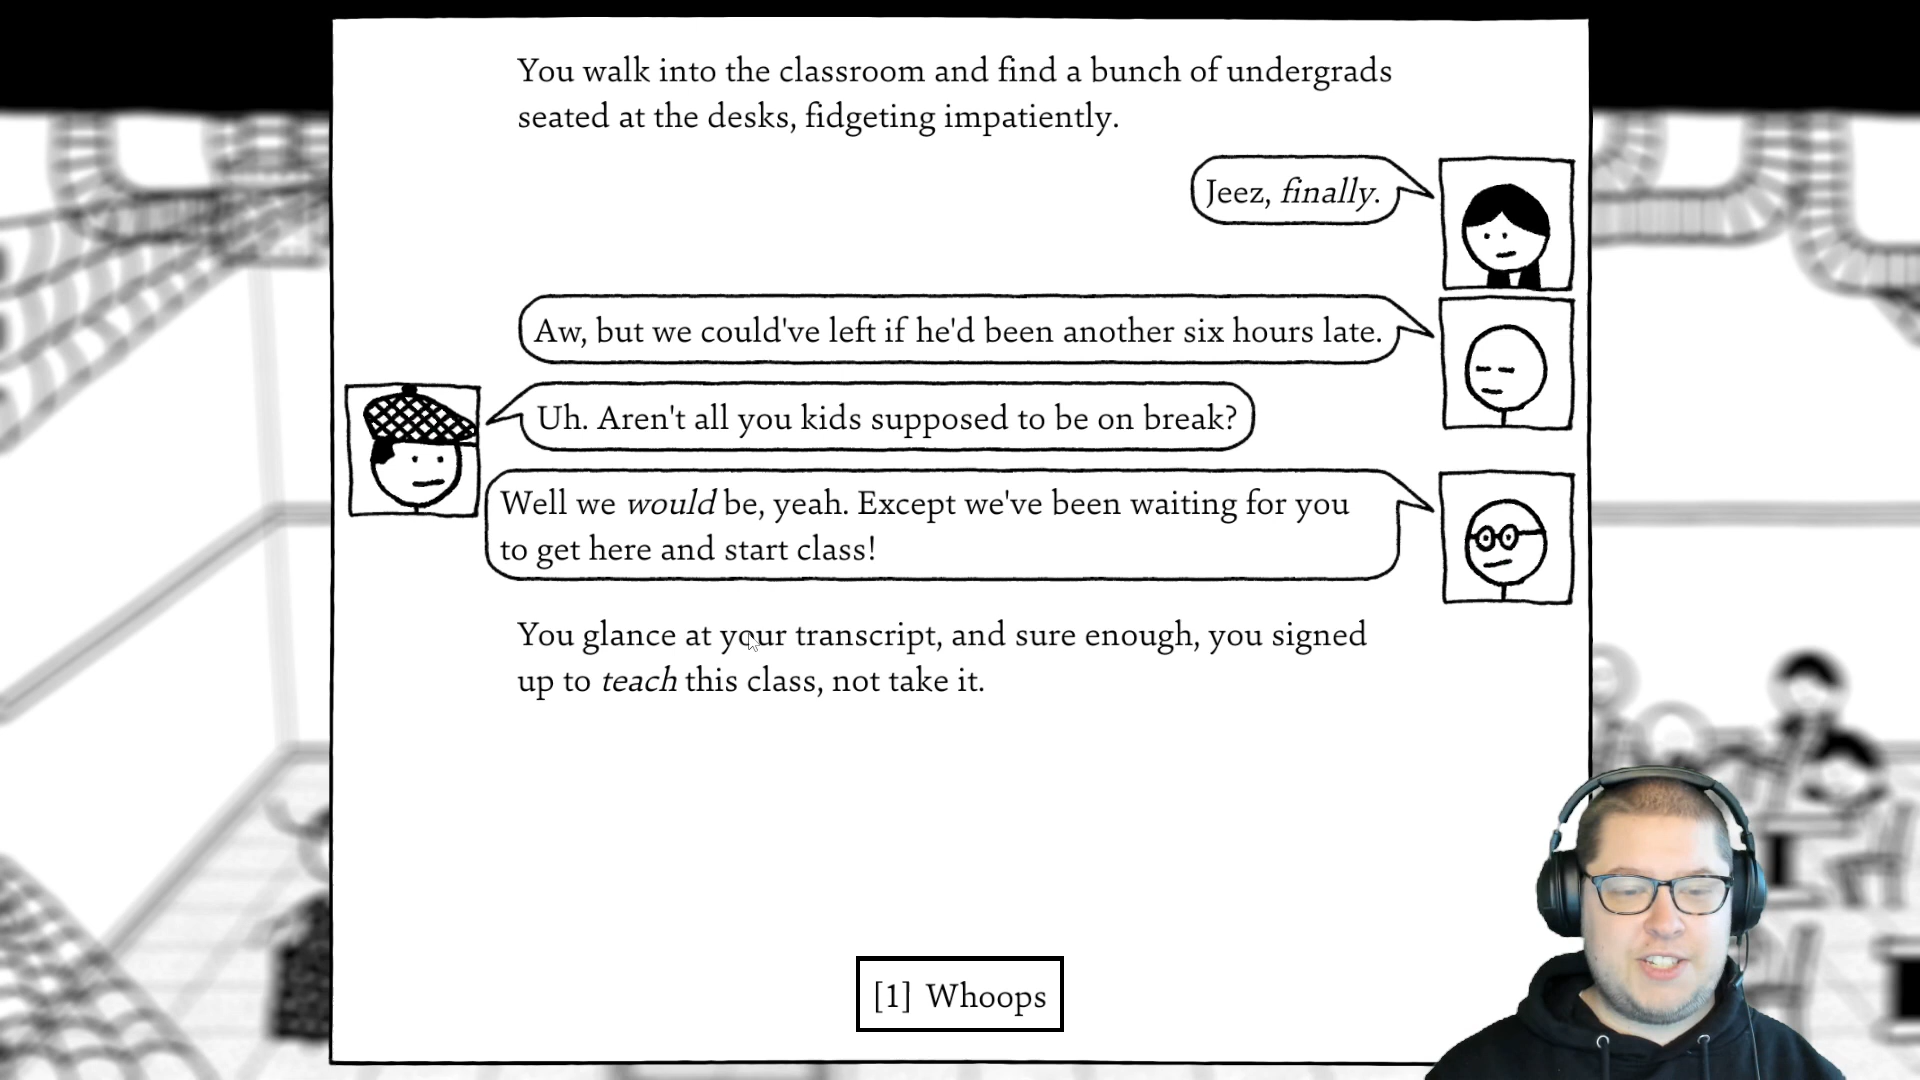 You walk into the classroom and find a bunch of undergrads
seated at the desks, fidgeting impatiently.
Jeez, finally.
Aw, but we could've left if he'd been another six hours late.
Uh. Aren't all you kids supposed to be on break?
Well we would be, yeah. Except we've been waiting for you
to get here and start class!
You glance at your transcript, and sure enough, you signed
up to teach this class, not take it.
[1] Whoops